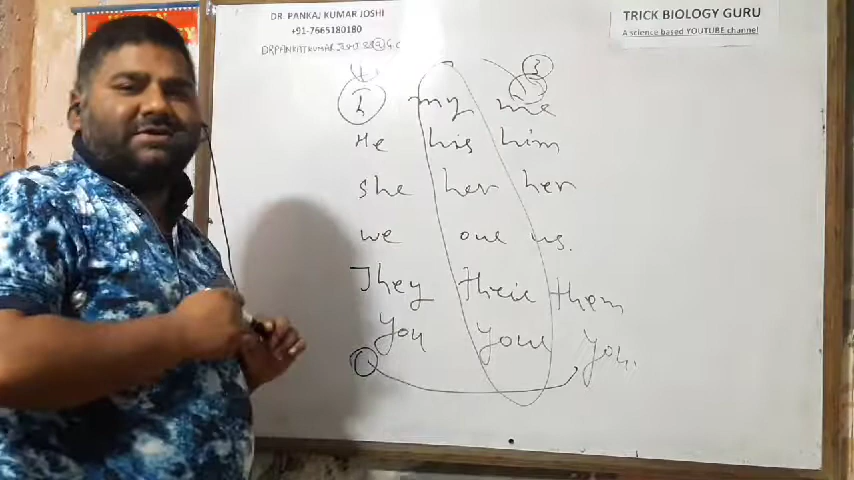 DR. PANKAJ KUMAR JOSHI
+91-7665180180
TRICK BIOLOGY GURU
A science based YOUTUBE channel
1 3
I my me
He his him
she her her
we our us.
They their them
you your you.